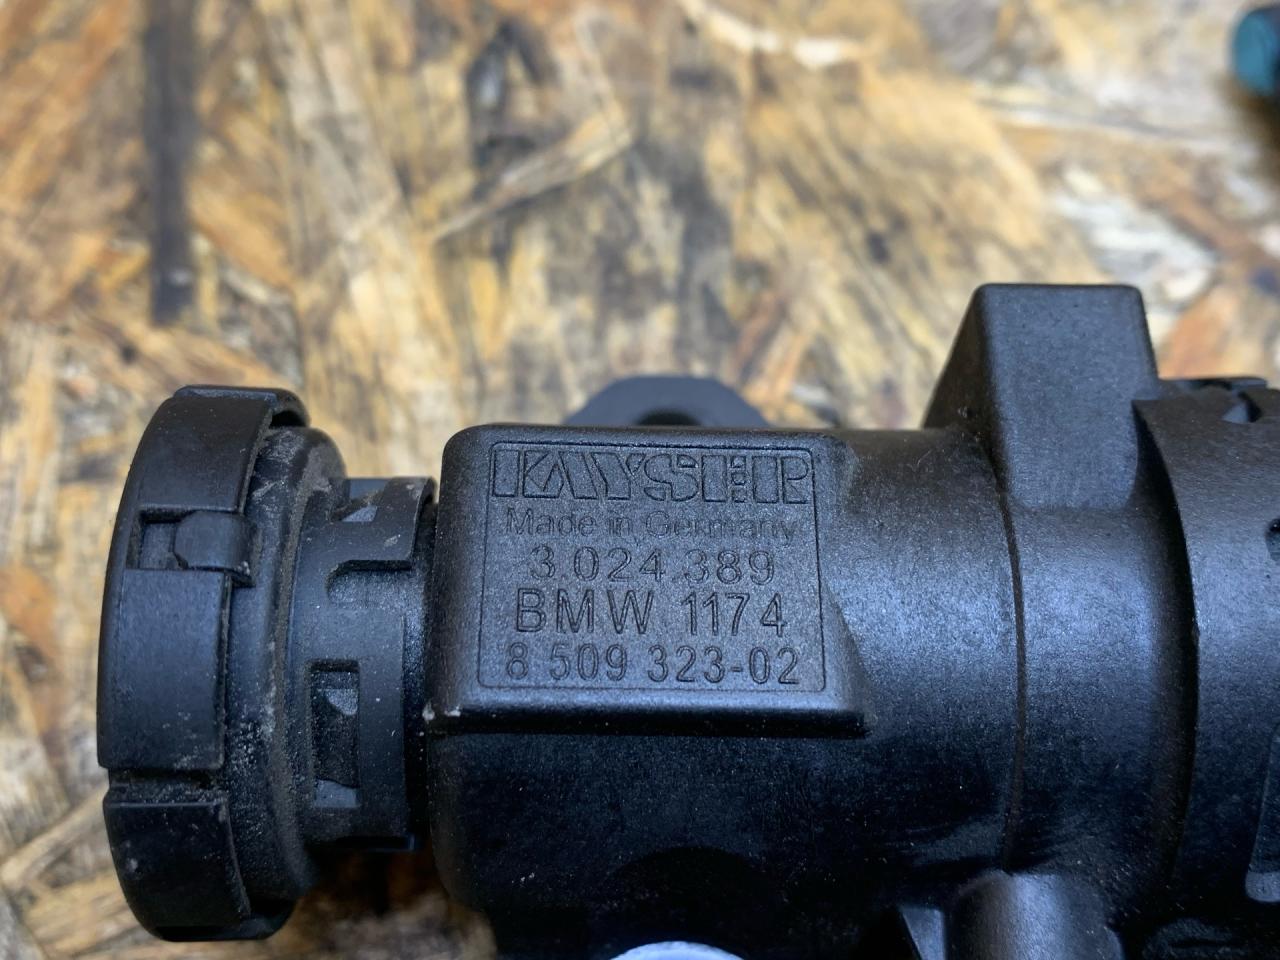 KAYSER
Made in Germany
3.024.389
BMW 1174
8 509 323-02